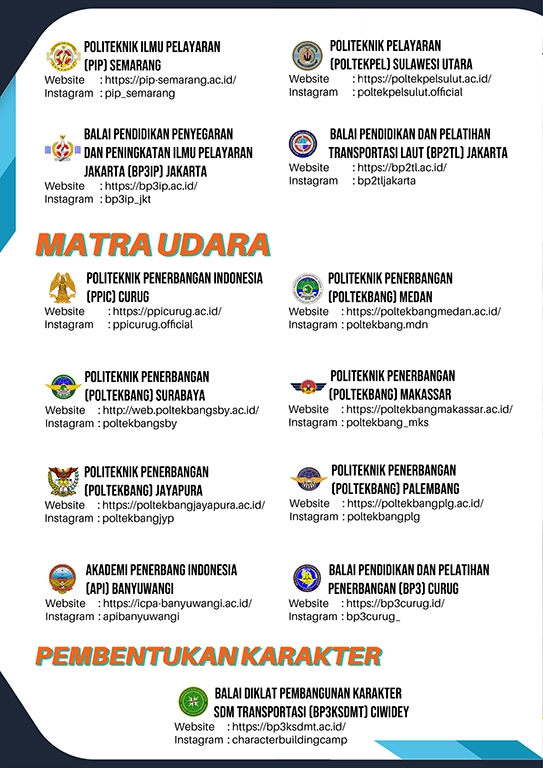 POLITEKNIK ILMU PELAYARAN
(PIP) SEMARANG
Website : https://pip-semarang.ac.id/
Instagram : pip_semarang
POLITEKNIK PELAYARAN
(POLTEKPEL) SULAWESI UTARA
Website : https://poltekpelsulut.ac.id/
Instagram : poltekpelsulut.official
BALAI PENDIDIKAN PENYEGARAN
DAN PENINGKATAN ILMU PELAYARAN
JAKARTA (BP3IP) JAKARTA
Website : https://bp3ip.ac.id/
Instagram : bp3ip_jkt
BALAI PENDIDIKAN DAN PELATIHAN
TRANSPORTASI LAUT (BP2TL) JAKARTA
Website : https://bp2tl.ac.id/
Instagram : bp2tljakarta
MATRA UDARA
POLITEKNIK PENERBANGAN INDONESIA
(PPIC) CURUG
Website : https://ppicurug.ac.id/
Instagram : ppicurug.official
POLITEKNIK PENERBANGAN
(POLTEKBANG) MEDAN
Website : https://poltekbangmedan.ac.id/
Instagram : poltekbang.mdn
POLITEKNIK PENERBANGAN
(POLTEKBANG) SURABAYA
Website : http://web.poltekbangsby.ac.id/
Instagram : poltekbangsby
POLITEKNIK PENERBANGAN
(POLTEKBANG) MAKASSAR
Website : https://poltekbangmakassar.ac.id/
Instagram : poltekbang_mks
POLITEKNIK PENERBANGAN
(POLTEKBANG) JAYAPURA
Website : https://poltekbangjayapura.ac.id/
Instagram : poltekbangjyp
POLITEKNIK PENERBANGAN
(POLTEKBANG) PALEMBANG
Website : https://poltekbangplg.ac.id/
Instagram : poltekbangplg
AKADEMI PENERBANG INDONESIA
(API) BANYUWANGI
Website : https://icpa-banyuwangi.ac.id/
Instagram : apibanyuwangi
BALAI PENDIDIKAN DAN PELATIHAN
PENERBANGAN (BP3) CURUG
Website : https://bp3curug.id/
Instagram : bp3curug_
PEMBENTUKAN KARAKTER
BALAI DIKLAT PEMBANGUNAN KARAKTER
SDM TRANSPORTASI (BP3KSDMT) CIWIDEY
Website : https://bp3ksdmt.ac.id/
Instagram : characterbuildingcamp